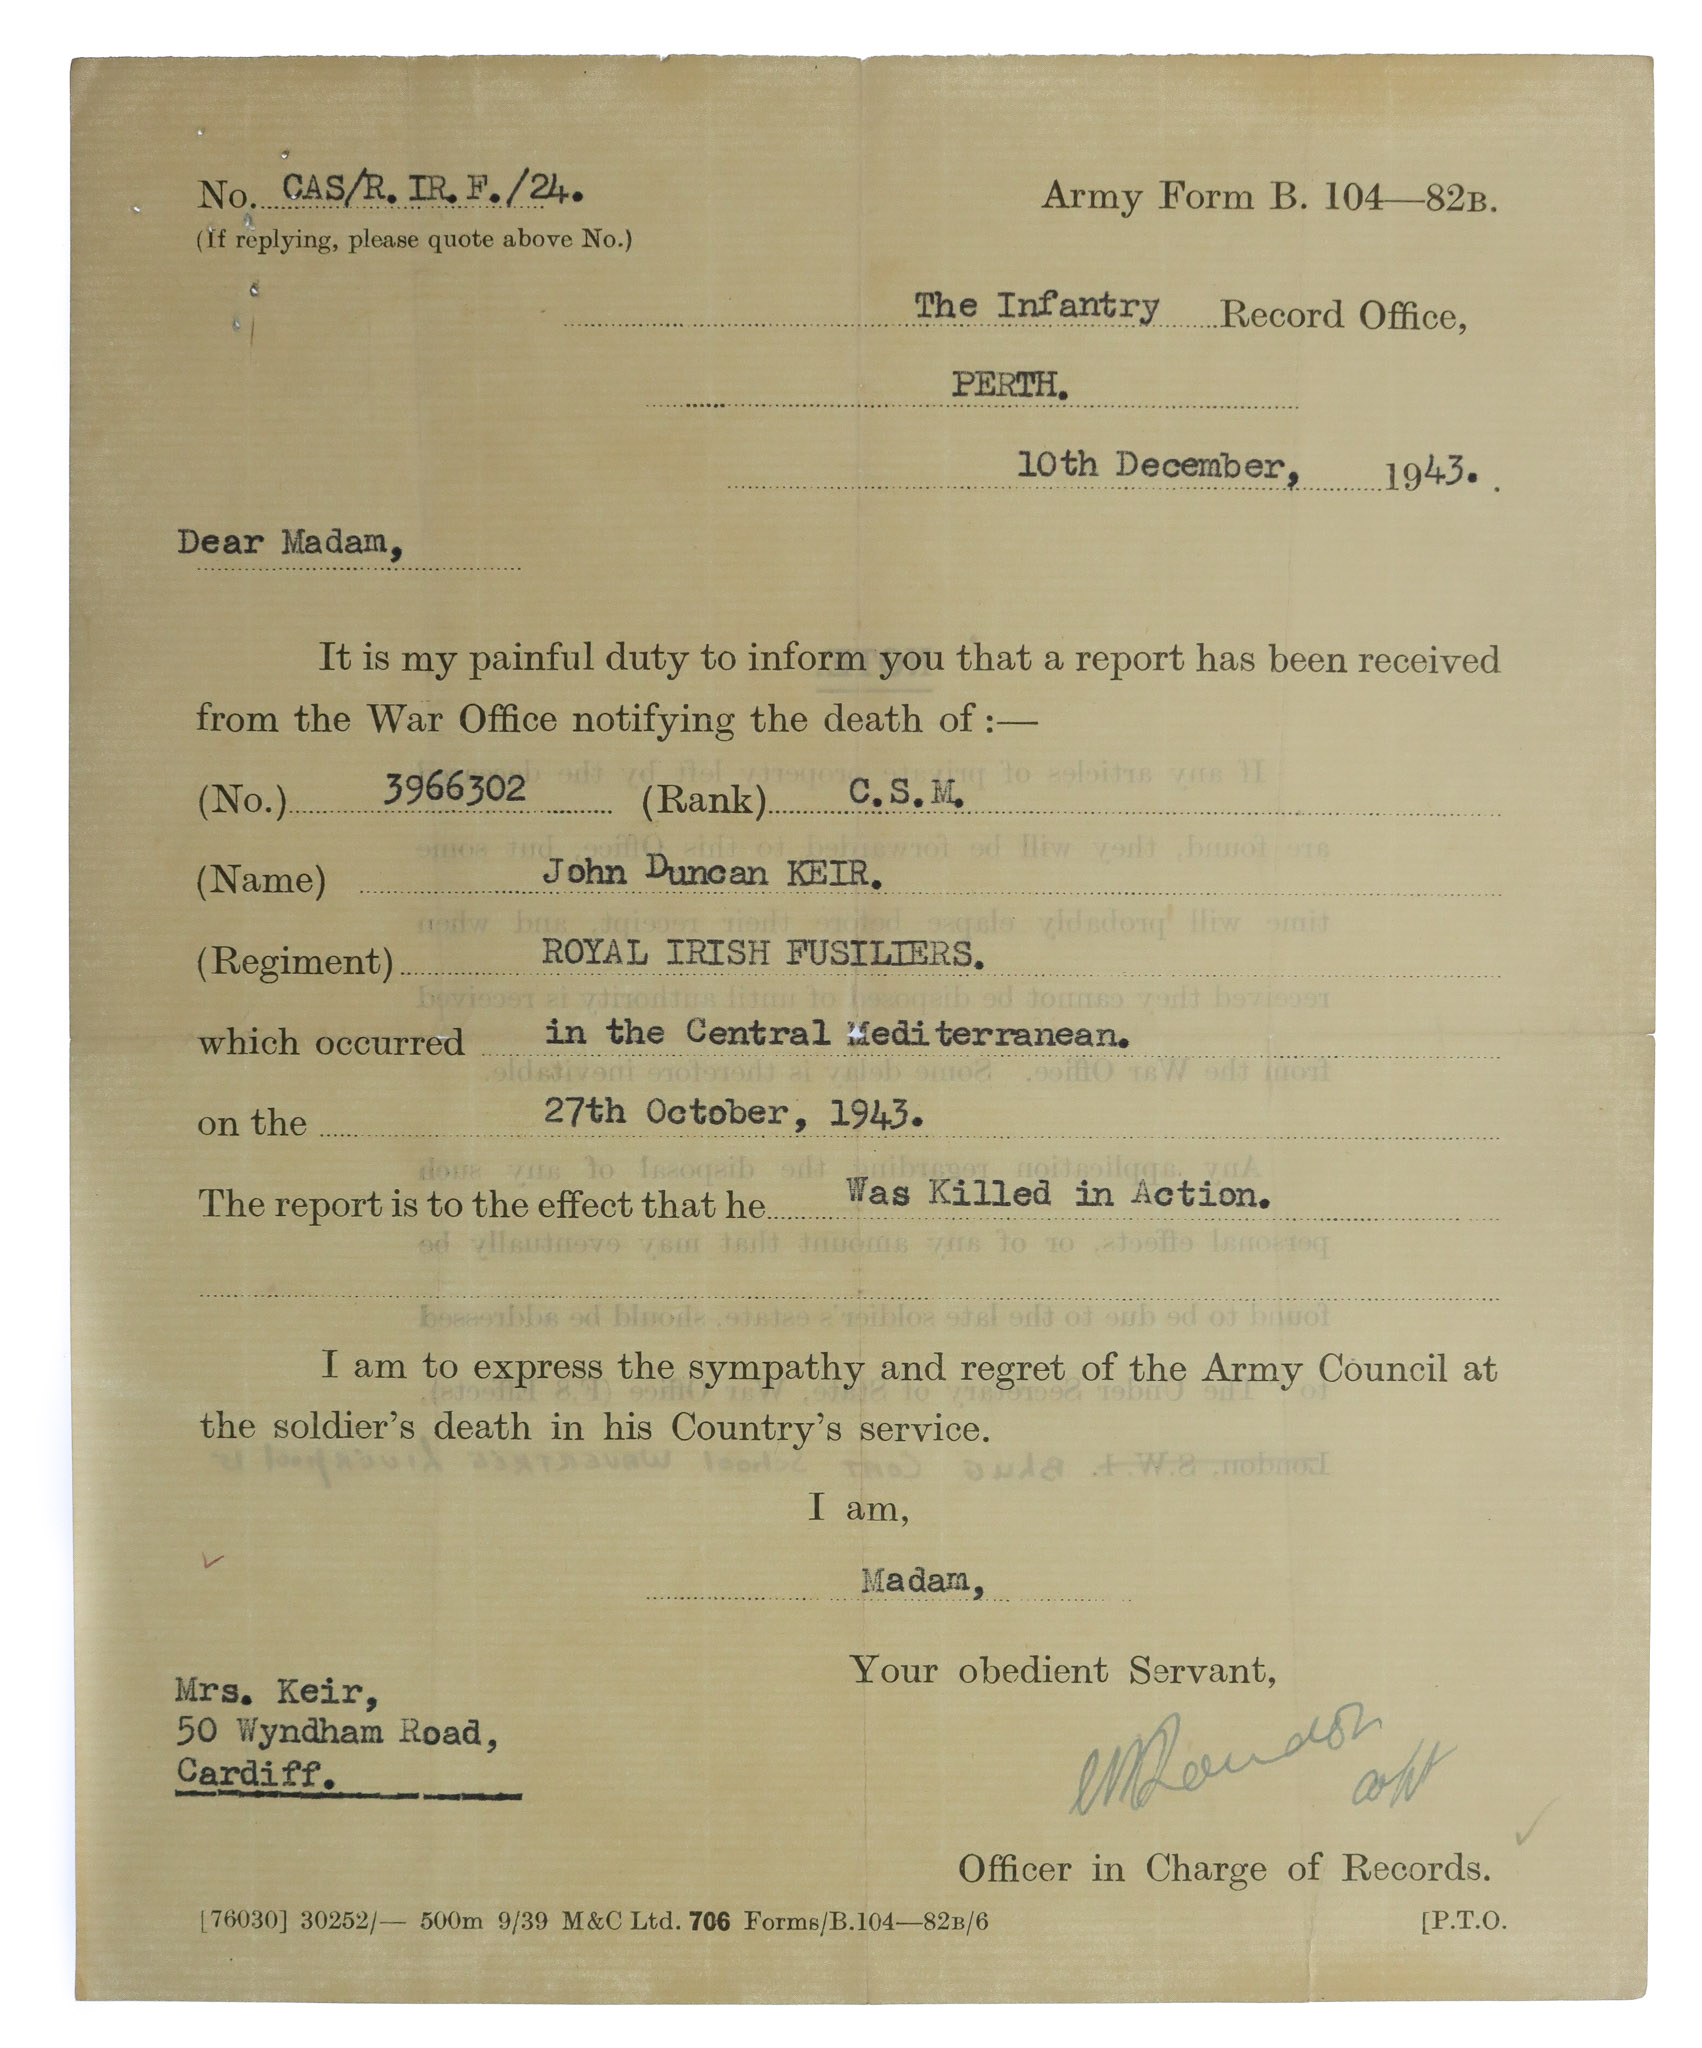 No. CAS/R. IR. F./24.
Army Form B. 104—82B.
(If replying, please quote above No.)
The Infantry Record Office,
PERTH.
10th December, 1943.
Dear Madam,
It is my painful duty to inform you that a report has been received
from the War Office notifying the death of :—
(No.) 3966302 (Rank) C.S.M.
(Name) John Duncan KEIR.
(Regiment) ROYAL IRISH FUSILIERS.
which occurred in the Central Mediterranean.
on the 27th October, 1943.
The report is to the effect that he Was Killed in Action.
I am to express the sympathy and regret of the Army Council at
the soldier's death in his Country's service.
I am,
Madam,
Your obedient Servant,
Mrs. Keir,
50 Wyndham Road,
Cardiff.
Officer in Charge of Records.
[76030] 30252/— 500m 9/39 M&C Ltd. 706 Forms/B.104—82B/6
[P.T.O.